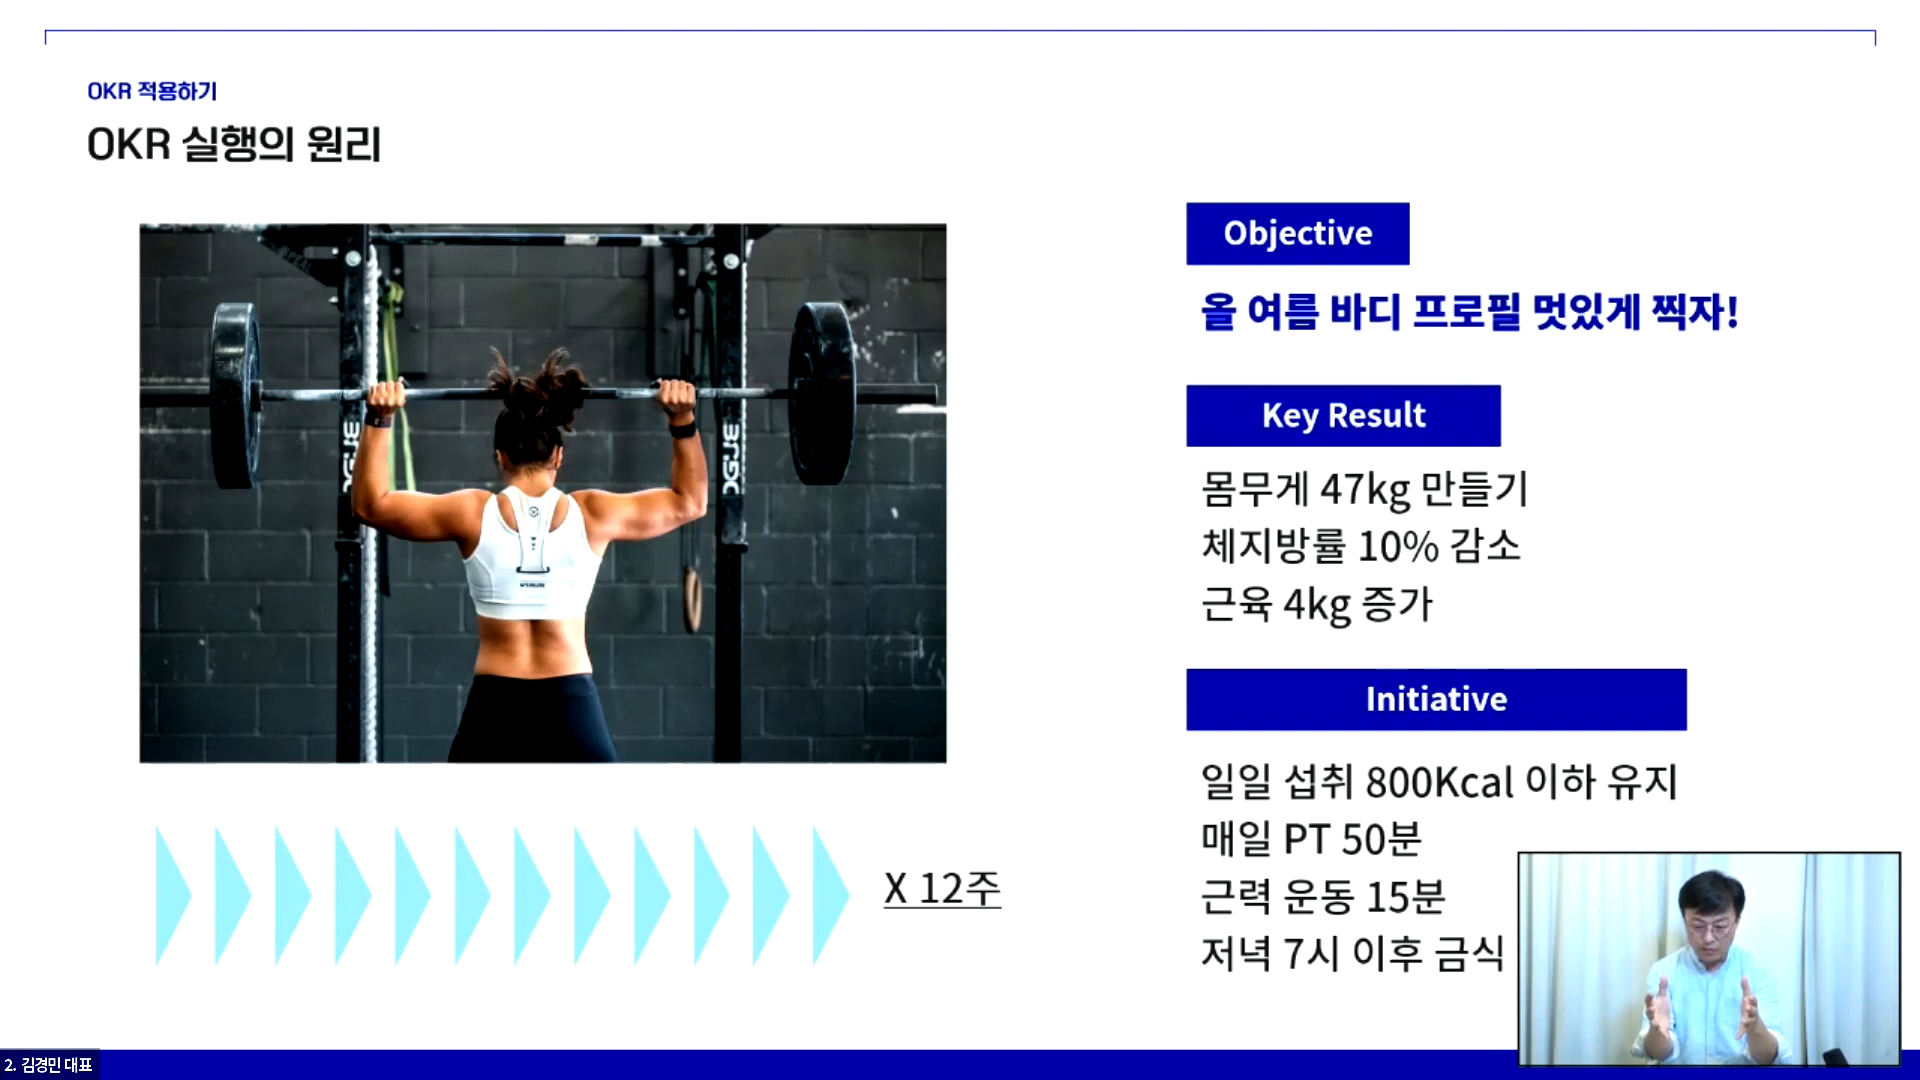 OKR 적용하기
OKR 실행의 원리
Objective
올 여름 바디 프로필 멋있게 찍자!
Key Result
몸무게 47kg 만들기
체지방률 10% 감소
근육 4kg 증가
Initiative
일일 섭취 800Kcal 이하 유지
매일 PT 50분
근력 운동 15분
저녁 7시 이후 금식
X 12주
2. 김경민 대표